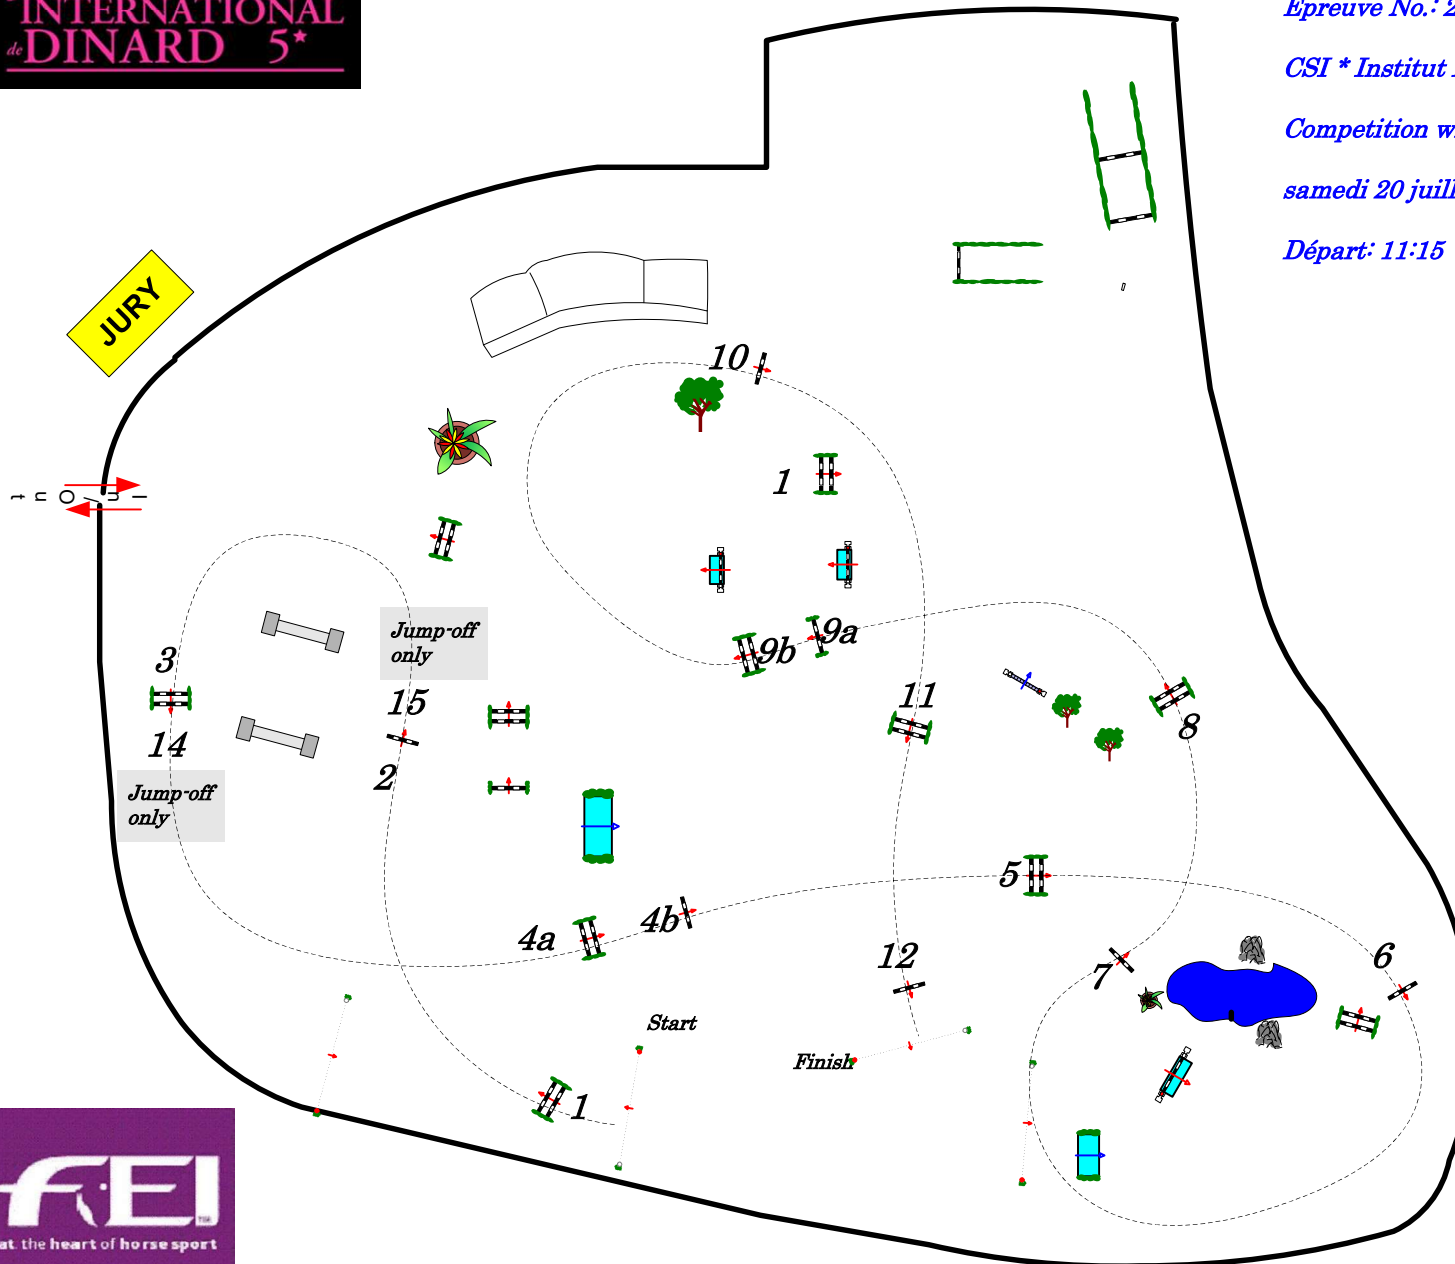 INTERNATIONAL
de DINARD 5*
Epreuve No.: 2
CSI * Institut
Competition w
samedi 20 juill
Départ: 11:15
JURY
In / Out
10
1
9a
9b
Jump-off
only
3
15
11
8
14
2
Jump-off
only
5
4b
4a
12
7
6
Start
Finish
1
FEI
at the heart of horse sport